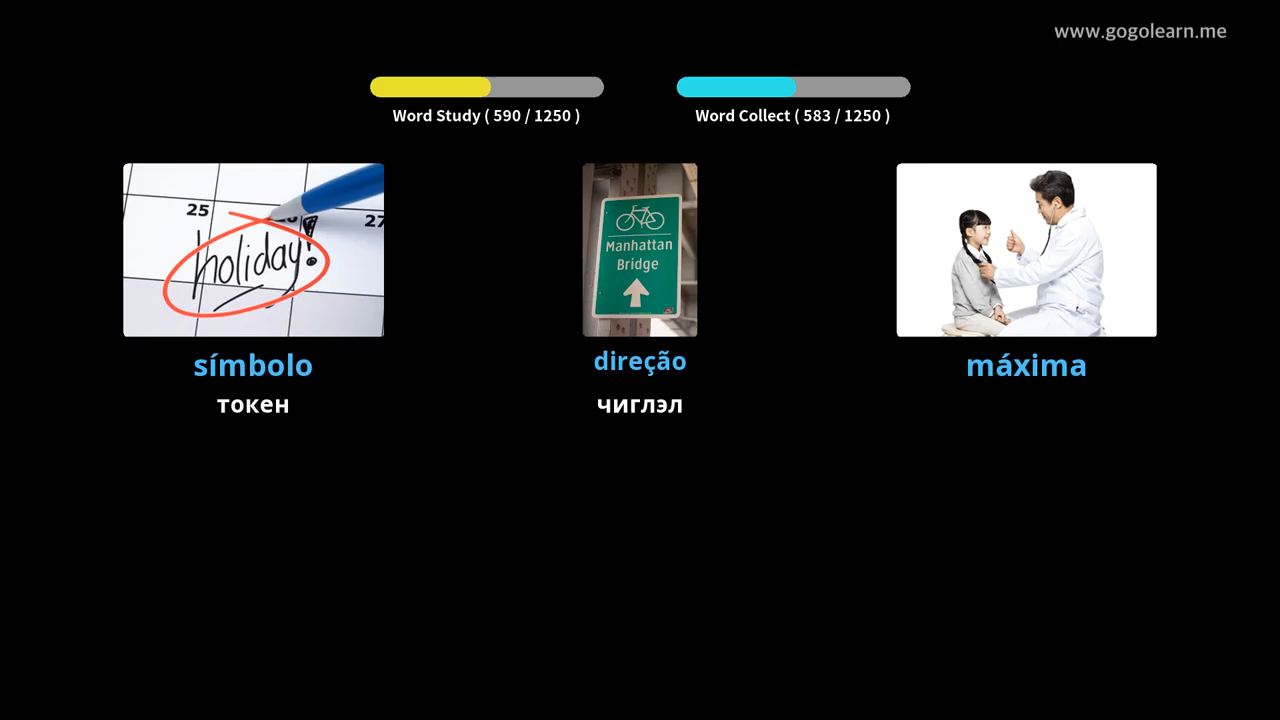 www.gogolearn.me
Word Study ( 590 / 1250 )
Word Collect ( 583 / 1250 )
25
27
holiday!
Manhattan
Bridge
símbolo
direção
máxima
токен
чиглэл